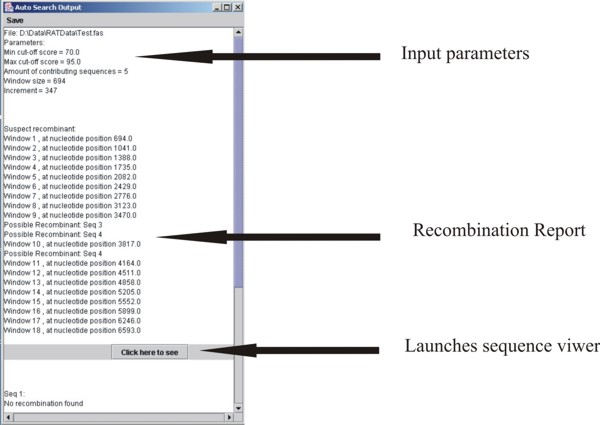 Auto Search Output
Save
File: D:\Data\RATData\Test.fas
Parameters:
Min cut-off score = 70.0
Max cut-off score = 95.0
Amount of contributing sequences = 5
Window size = 694
Increment = 347
Input parameters
Suspect recombinant:
Window 1 , at nucleotide position 694.0
Window 2 , at nucleotide position 1041.0
Window 3 , at nucleotide position 1388.0
Window 4 , at nucleotide position 1735.0
Window 5 , at nucleotide position 2082.0
Window 6 , at nucleotide position 2429.0
Window 7 , at nucleotide position 2776.0
Window 8 , at nucleotide position 3123.0
Window 9 , at nucleotide position 3470.0
Possible Recombinant: Seq 3
Possible Recombinant: Seq 4
Window 10 , at nucleotide position 3817.0
Possible Recombinant: Seq 4
Window 11 , at nucleotide position 4164.0
Window 12 , at nucleotide position 4511.0
Window 13 , at nucleotide position 4858.0
Window 14 , at nucleotide position 5205.0
Window 15 , at nucleotide position 5552.0
Window 16 , at nucleotide position 5899.0
Window 17 , at nucleotide position 6246.0
Window 18 , at nucleotide position 6593.0
Recombination Report
Click here to see
Launches sequence viwer
Seq 1:
No recombination found